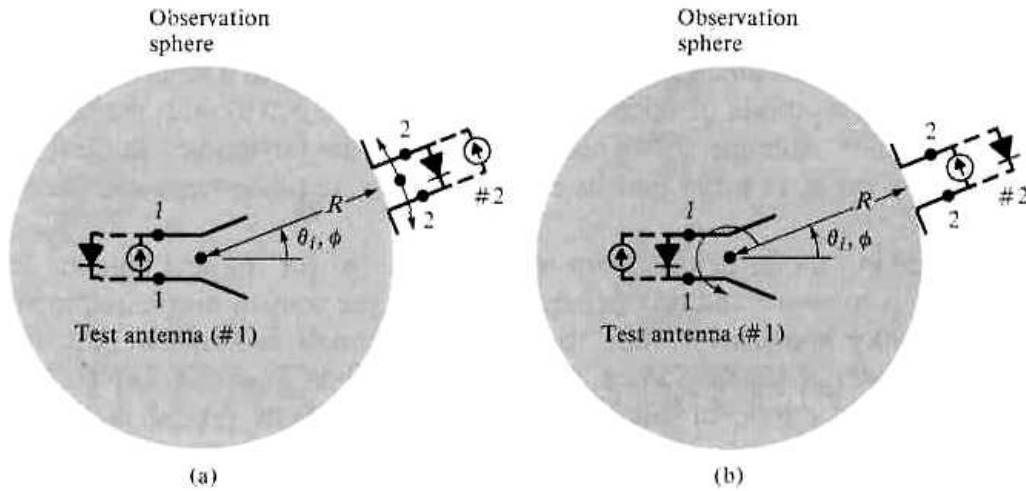 Observation
sphere
2
#2
2
R
1
θi, ϕ
1
Test antenna (#1)
(a)
Observation
sphere
2
#2
2
R
1
θi, ϕ
1
Test antenna (#1)
(b)